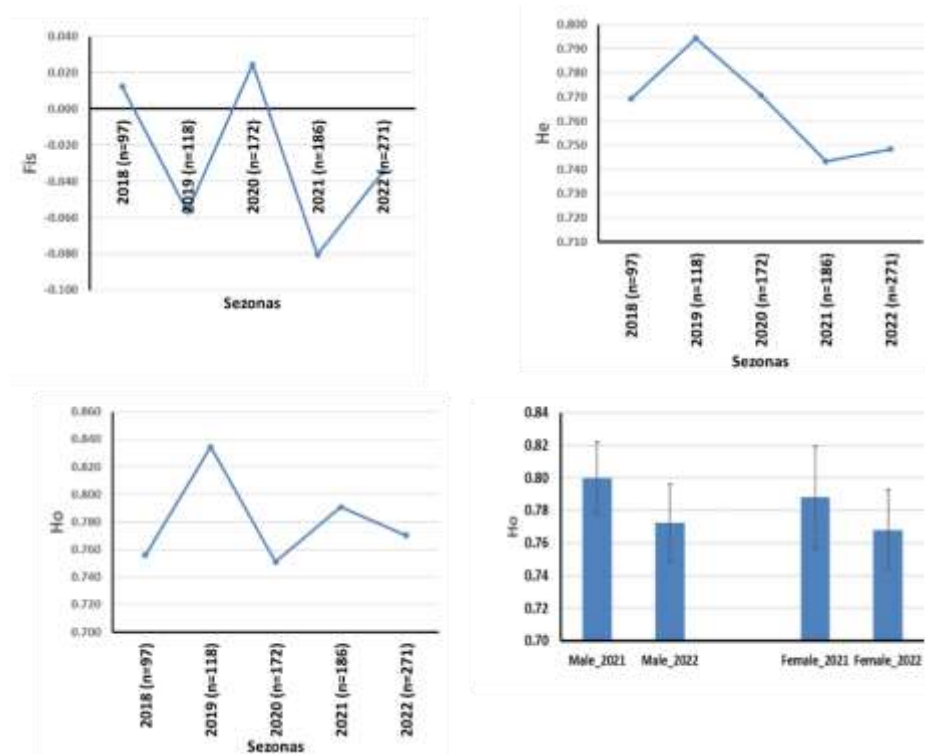 0.040
0.020
0.000
-0.020
-0.040
-0.060
-0.080
-0.100
Fis
2018 (n=97)
2019 (n=118)
2020 (n=172)
2021 (n=186)
2022 (n=271)
Sezonas
0.800
0.790
0.780
0.770
0.760
0.750
0.740
0.730
0.720
0.710
He
2018 (n=97)
2019 (n=118)
2020 (n=172)
2021 (n=186)
2022 (n=271)
Sezonas
0.860
0.840
0.820
0.800
0.780
0.760
0.740
0.720
0.700
Ho
2018 (n=97)
2019 (n=118)
2020 (n=172)
2021 (n=186)
2022 (n=271)
Sezonas
0.84
0.82
0.80
0.78
0.76
0.74
0.72
0.70
Ho
Male_2021 Male_2022 Female_2021 Female_2022